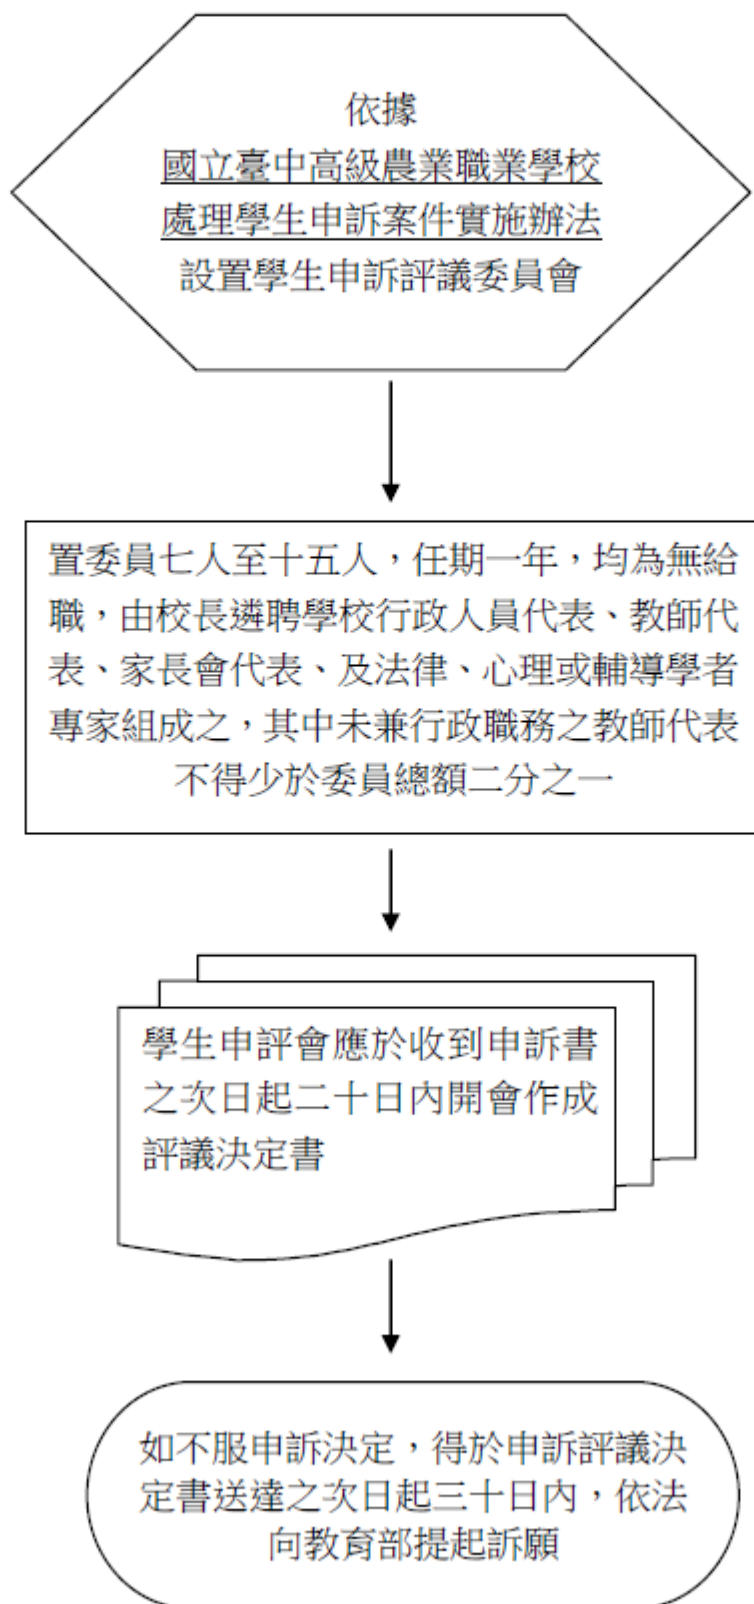 依據
國立臺中高級農業職業學校
處理學生申訴案件實施辦法
設置學生申訴評議委員會
置委員七人至十五人，任期一年，均為無給
職，由校長遴聘學校行政人員代表、教師代
表、家長會代表、及法律、心理或輔導學者
專家組成之，其中未兼行政職務之教師代表
不得少於委員總額二分之一
學生申評會應於收到申訴書
之次日起二十日內開會作成
評議決定書
如不服申訴決定，得於申訴評議決
定書送達之次日起三十日內，依法
向教育部提起訴願